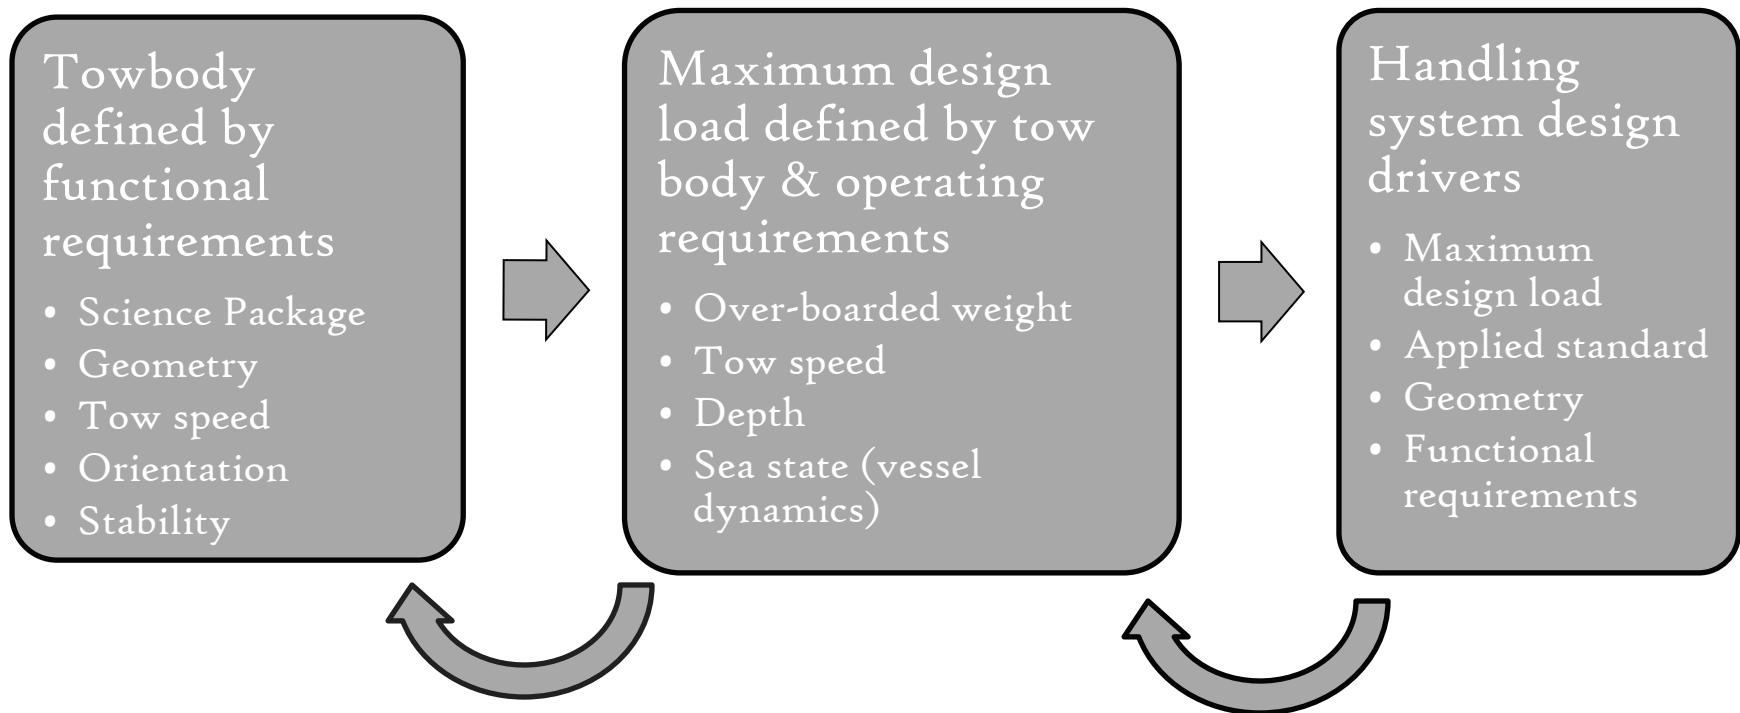 Towbody
defined by
functional
requirements
• Science Package
• Geometry
• Tow speed
• Orientation
• Stability
Maximum design
load defined by tow
body & operating
requirements
• Over-boarded weight
• Tow speed
• Depth
• Sea state (vessel
dynamics)
Handling
system design
drivers
• Maximum
design load
• Applied standard
• Geometry
• Functional
requirements